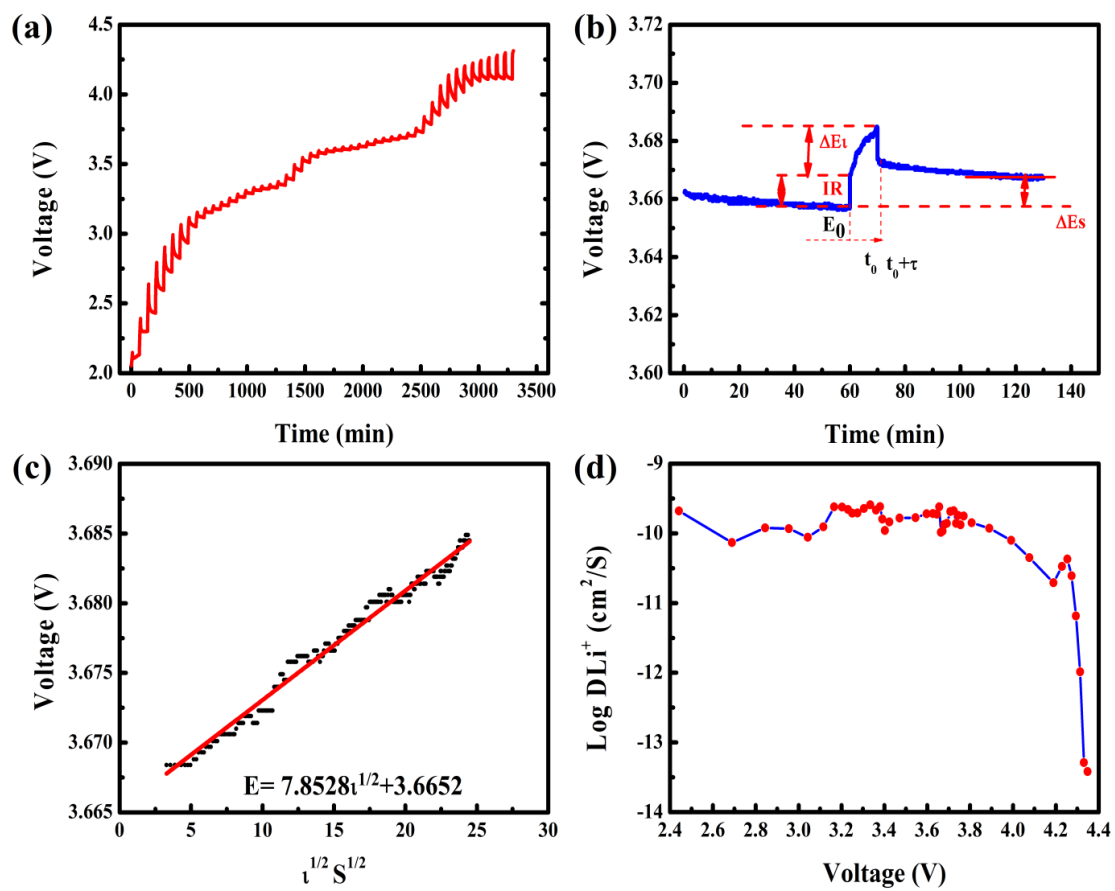 (a)
4.5
4.0
3.5
3.0
2.5
2.0
Voltage (V)
0 500 1000 1500 2000 2500 3000 3500
Time (min)
(b)
3.72
3.70
3.68
3.66
3.64
3.62
3.60
Voltage (V)
ΔEι
IR
E0
ΔEs
t0
t0+τ
0 20 40 60 80 100 120 140
Time (min)
(c)
3.690
3.685
3.680
3.675
3.670
3.665
Voltage (V)
E= 7.8528ι1/2+3.6652
0 5 10 15 20 25 30
ι1/2 S1/2
(d)
-9
-10
-11
-12
-13
-14
Log DLi+ (cm2/S)
2.4 2.6 2.8 3.0 3.2 3.4 3.6 3.8 4.0 4.2 4.4
Voltage (V)